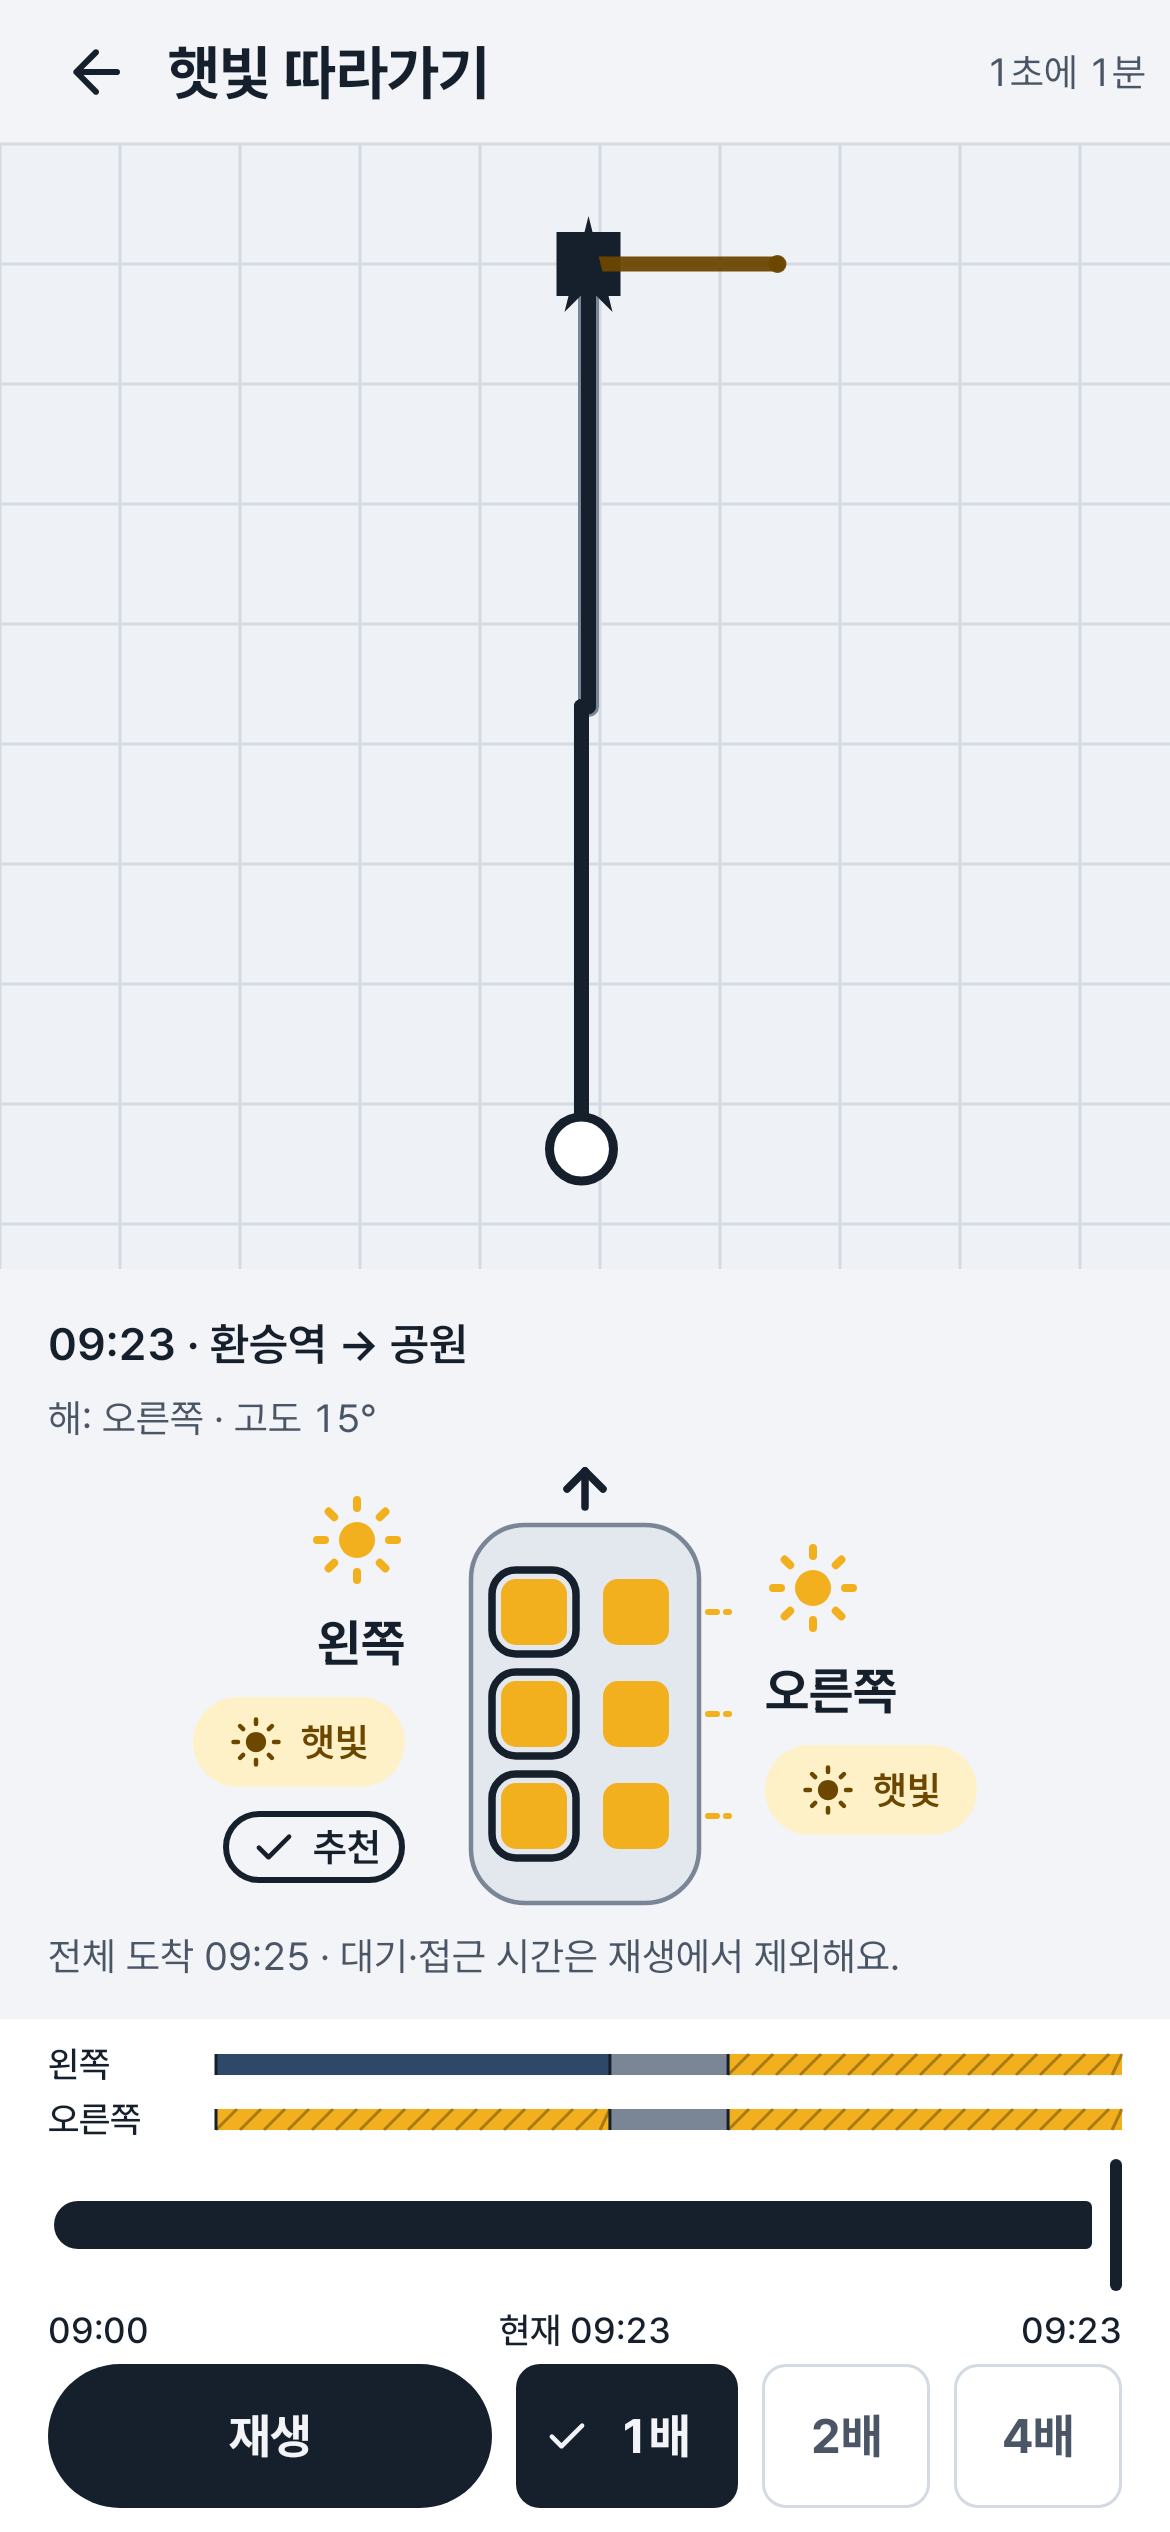 햇빛 따라가기
1초에 1분
09:23 · 환승역 → 공원
해: 오른쪽 · 고도 15°
왼쪽
햇빛
추천
오른쪽
햇빛
전체 도착 09:25 · 대기·접근 시간은 재생에서 제외해요.
왼쪽
오른쪽
09:00
현재 09:23
09:23
재생
1배
2배
4배